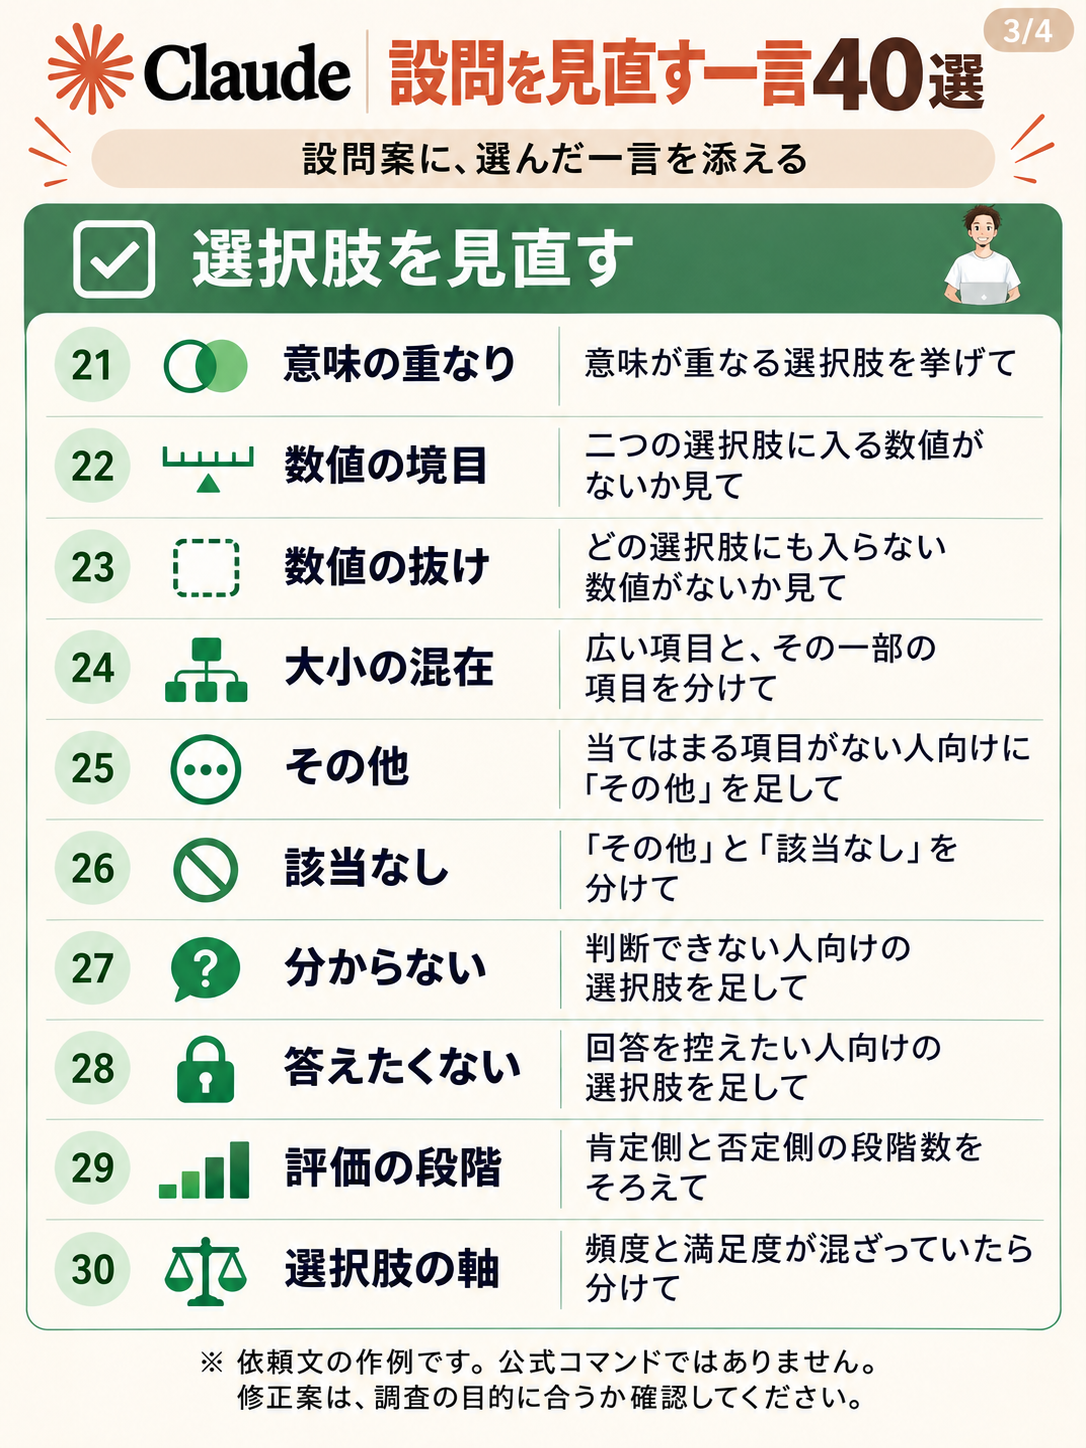 3/4
Claude 設問を見直す一言40選
設問案に、選んだ一言を添える
選択肢を見直す
21 意味の重なり 意味が重なる選択肢を挙げて
22 数値の境目 二つの選択肢に入る数値が
ないか見て
23 数値の抜け どの選択肢にも入らない
数値がないか見て
24 大小の混在 広い項目と、その一部の
項目を分けて
25 その他 当てはまる項目がない人向けに
「その他」を足して
26 該当なし 「その他」と「該当なし」を
分けて
27 分からない 判断できない人向けの
選択肢を足して
28 答えたくない 回答を控えたい人向けの
選択肢を足して
29 評価の段階 肯定側と否定側の段階数を
そろえて
30 選択肢の軸 頻度と満足度が混ざっていたら
分けて
※ 依頼文の作例です。公式コマンドではありません。
修正案は、調査の目的に合うか確認してください。